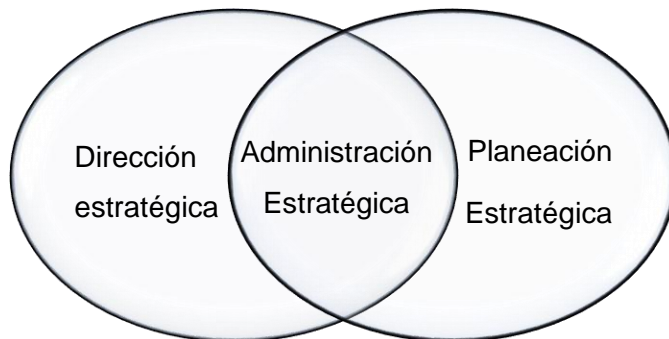 Dirección
estratégica
Administración
Estratégica
Planeación
Estratégica